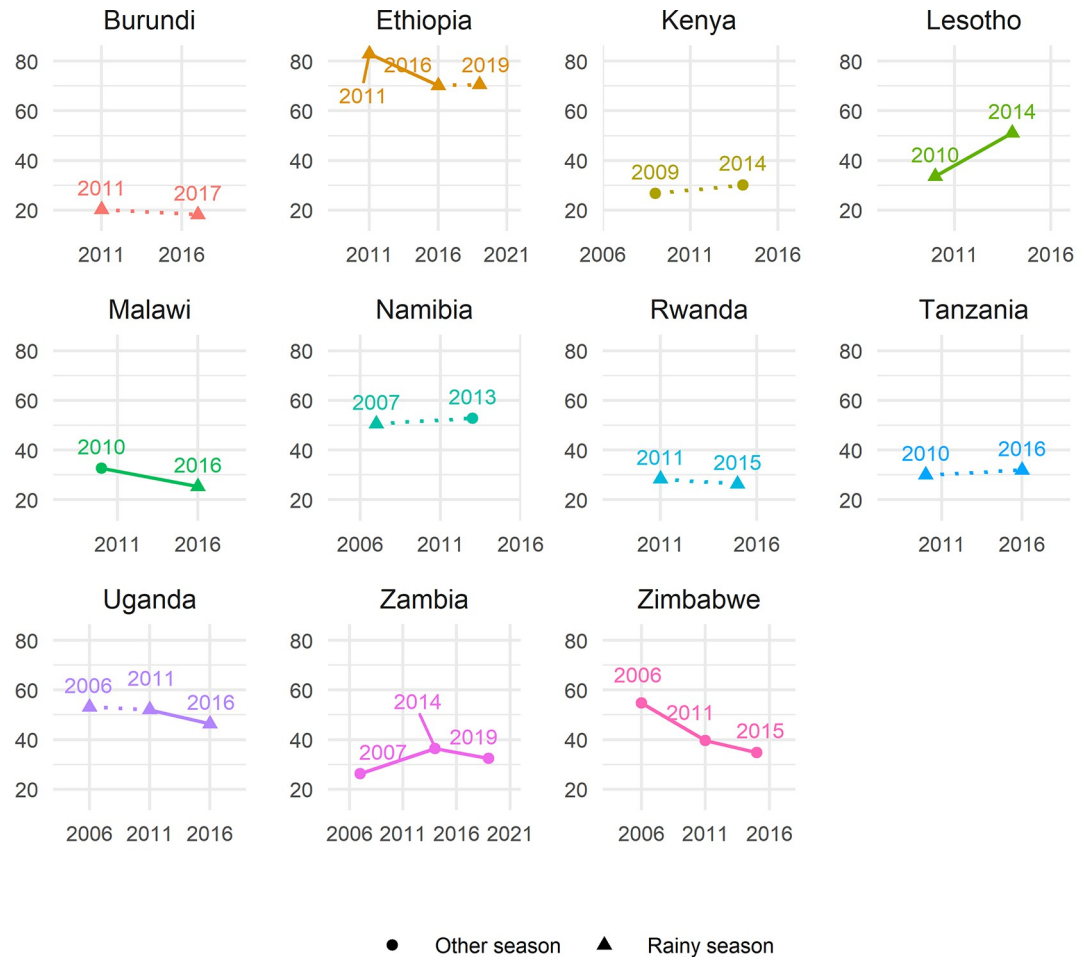 Burundi Ethiopia Kenya Lesotho
80 80 80 80
2016 2019
2011
60 60 60 60
2014
40 40 40 40
2010
2009 2014
2011 2017
20 20 20 20
2011 2016 2011 2016 2021 2006 2011 2016 2011 2016
Malawi Namibia Rwanda Tanzania
80 80 80 80
60 60 60 60
2007 2013
40 40 40 40
2010 2016 2011 2015 2010 2016
20 20 20 20
2011 2016 2006 2011 2016 2011 2016 2011 2016
Uganda Zambia Zimbabwe
80 80 80
2006 2011 2016
2006
60 60 60
2014
2011
40 40 40
2007 2019 2015
20 20 20
2006 2011 2016 2006 2011 2016 2021 2006 2011 2016
Other season Rainy season